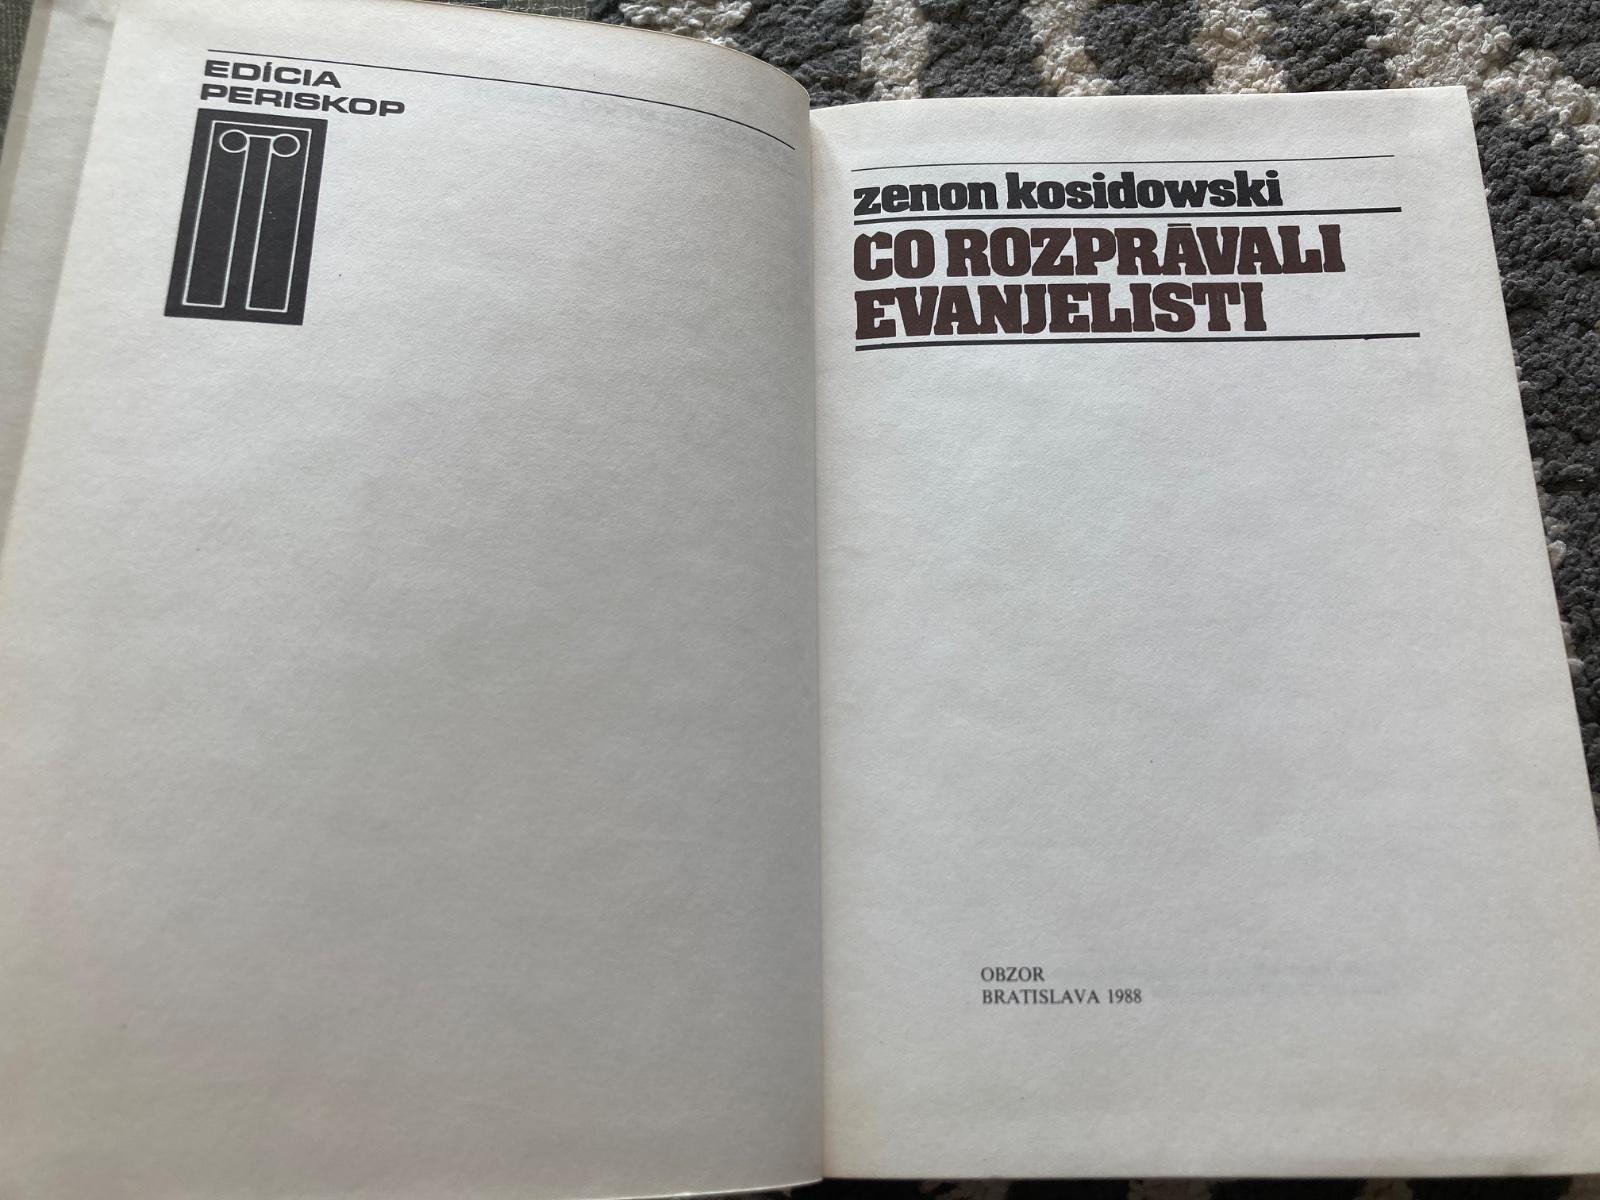 EDÍCIA
PERISKOP
zenon kosidowski
ČO ROZPRÁVALI
EVANJELISTI
OBZOR
BRATISLAVA 1988